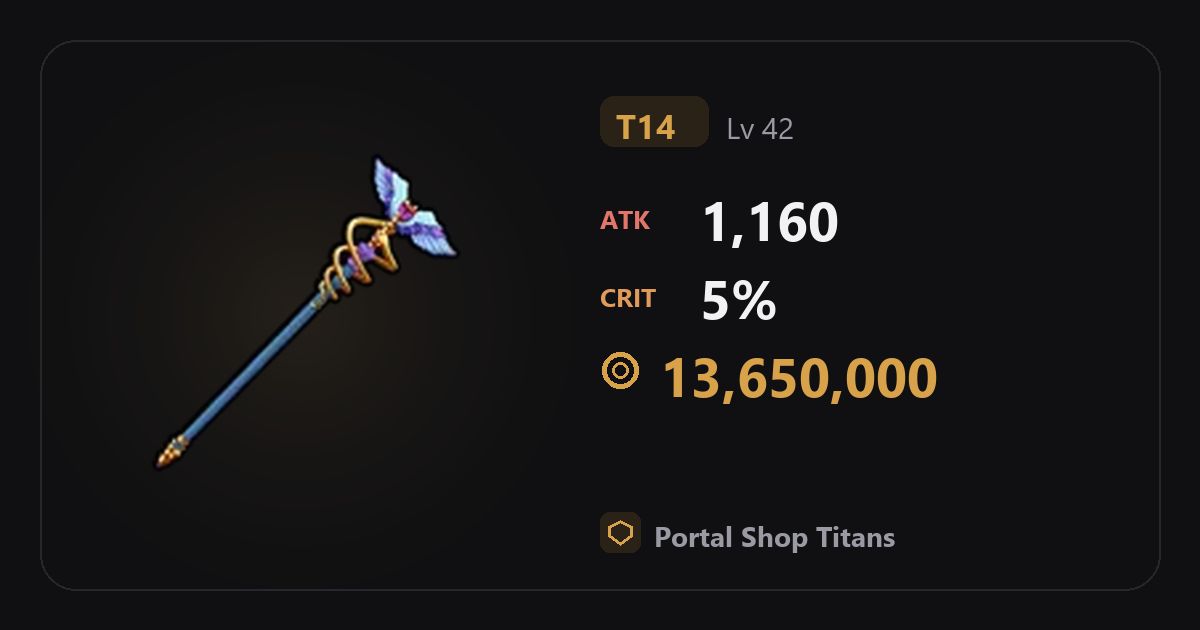 T14 Lv 42
ATK 1,160
CRIT 5%
13,650,000
Portal Shop Titans